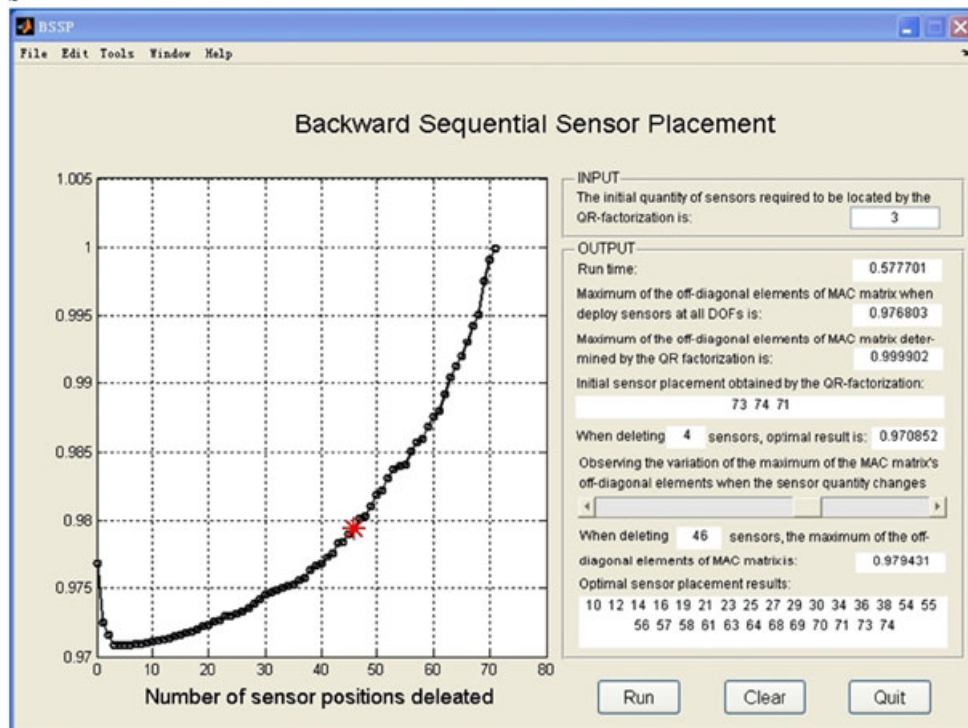 BSSP
File Edit Tools Window Help
Backward Sequential Sensor Placement
1.005
1
0.995
0.99
0.985
0.98
0.975
0.97
0 10 20 30 40 50 60 70 80
Number of sensor positions deleated
INPUT
The initial quantity of sensors required to be located by the
QR-factorization is: 3
OUTPUT
Run time: 0.577701
Maximum of the off-diagonal elements of MAC matrix when
deploy sensors at all DOFs is: 0.976803
Maximum of the off-diagonal elements of MAC matrix deter-
mined by the QR factorization is: 0.999902
Initial sensor placement obtained by the QR-factorization:
73 74 71
When deleting 4 sensors, optimal result is: 0.970852
Observing the variation of the maximum of the MAC matrix's
off-diagonal elements when the sensor quantity changes
When deleting 46 sensors, the maximum of the off-
diagonal elements of MAC matrix is: 0.979431
Optimal sensor placement results:
10 12 14 16 19 21 23 25 27 29 30 34 36 38 54 55
56 57 58 61 63 64 68 69 70 71 73 74
Run Clear Quit